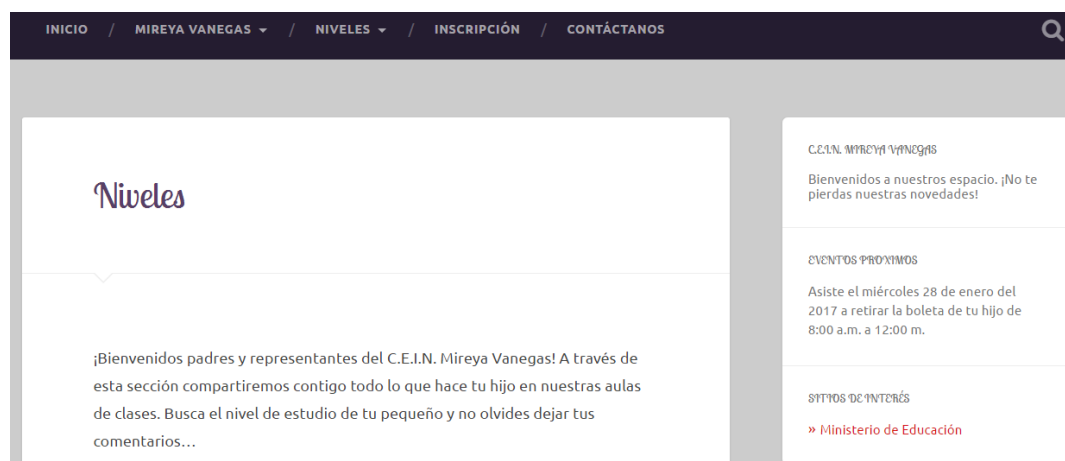 INICIO / MIREYA VANEGAS / NIVELES / INSCRIPCIÓN / CONTÁCTANOS
Niveles
¡Bienvenidos padres y representantes del C.E.I.N. Mireya Vanegas! A través de
esta sección compartiremos contigo todo lo que hace tu hijo en nuestras aulas
de clases. Busca el nivel de estudio de tu pequeño y no olvides dejar tus
comentarios…
C.E.I.N. MIREYA VANEGAS
Bienvenidos a nuestros espacio. ¡No te
pierdas nuestras novedades!
EVENTOS PROXIMOS
Asiste el miércoles 28 de enero del
2017 a retirar la boleta de tu hijo de
8:00 a.m. a 12:00 m.
SITIOS DE INTERÉS
» Ministerio de Educación